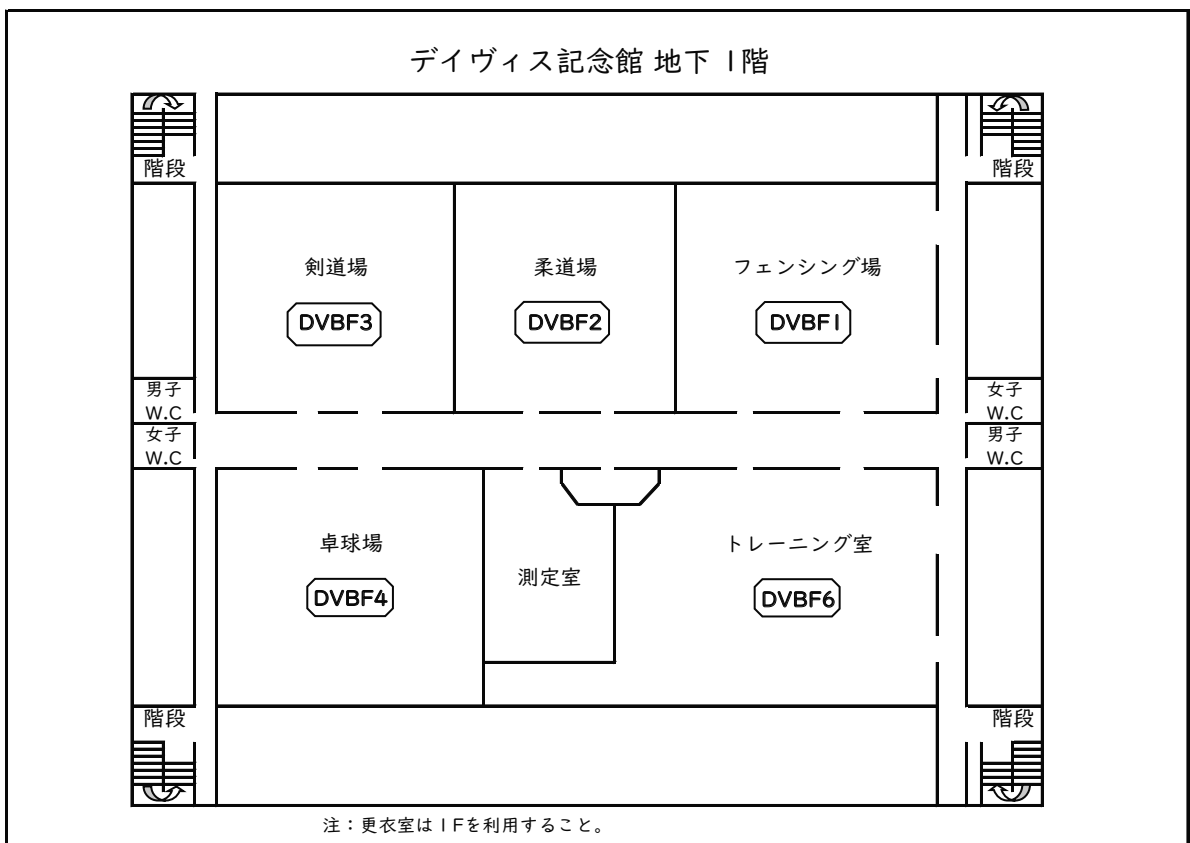 デイヴィス記念館 地下 1階
階段
階段
剣道場
柔道場
フェンシング場
DVBF3
DVBF2
DVBF1
男子
W.C
女子
W.C
女子
W.C
男子
W.C
卓球場
測定室
トレーニング室
DVBF4
DVBF6
階段
階段
注：更衣室は1Fを利用すること。